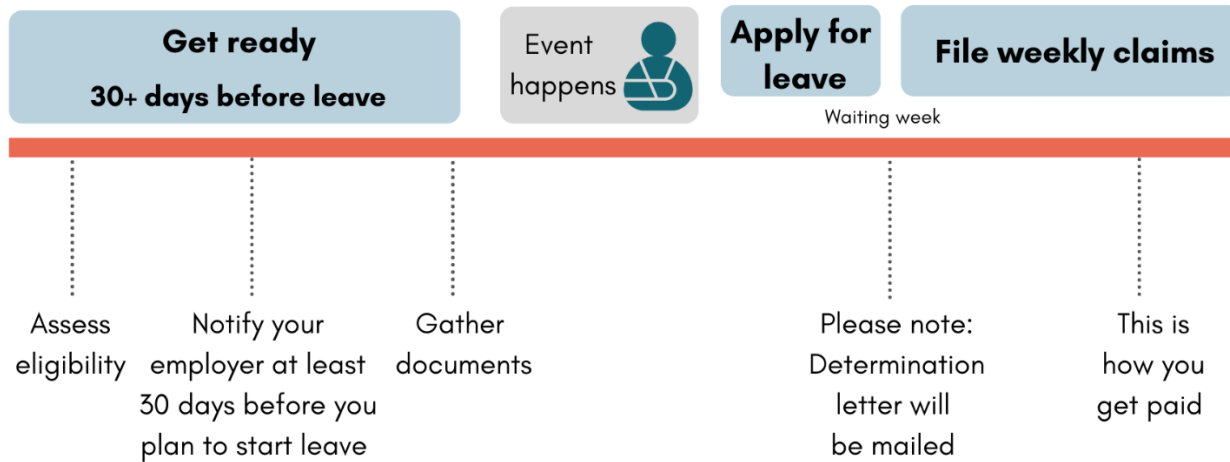 Get ready
30+ days before leave
Event
happens
Apply for
leave
File weekly claims
Waiting week
Assess
eligibility
Notify your
employer at least
30 days before you
plan to start leave
Gather
documents
Please note:
Determination
letter will
be mailed
This is
how you
get paid